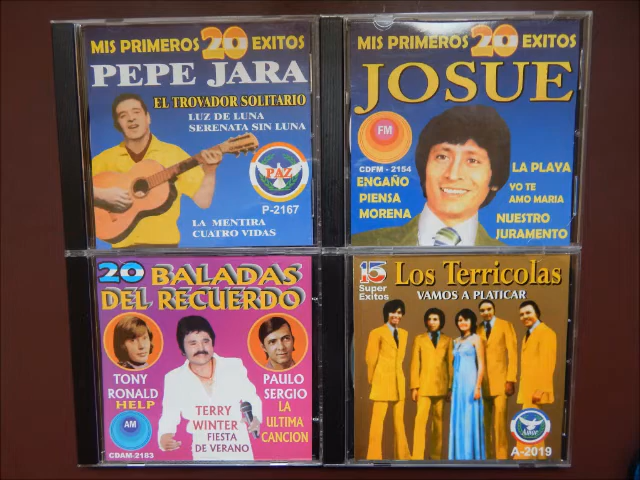 MIS PRIMEROS 20 EXITOS
PEPE JARA
EL TROVADOR SOLITARIO
LUZ DE LUNA
SERENATA SIN LUNA
PAZ
P-2167
LA MENTIRA
CUATRO VIDAS
MIS PRIMEROS 20 EXITOS
JOSUE
FM
CDFM - 2154
ENGAÑO
PIENSA
MORENA
LA PLAYA
YO TE
AMO MARIA
NUESTRO
JURAMENTO
20 BALADAS
DEL RECUERDO
TONY
RONALD
HELP
AM
CDAM-2183
TERRY
WINTER
FIESTA
DE VERANO
PAULO
SERGIO
LA
ULTIMA
CANCION
15
Super
Exitos
Los Terricolas
VAMOS A PLATICAR
Amor
A-2019